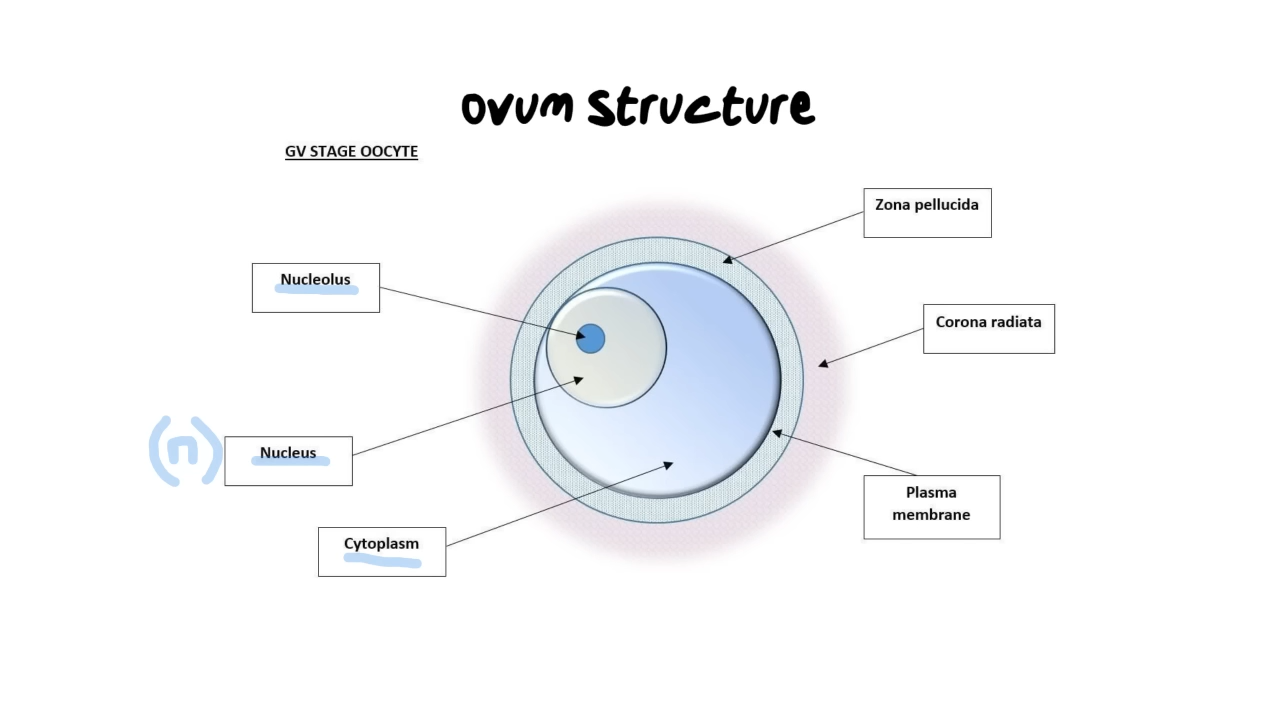 ovum structure
GV STAGE OOCYTE
Zona pellucida
Nucleolus
Corona radiata
(n)
Nucleus
Plasma
membrane
Cytoplasm